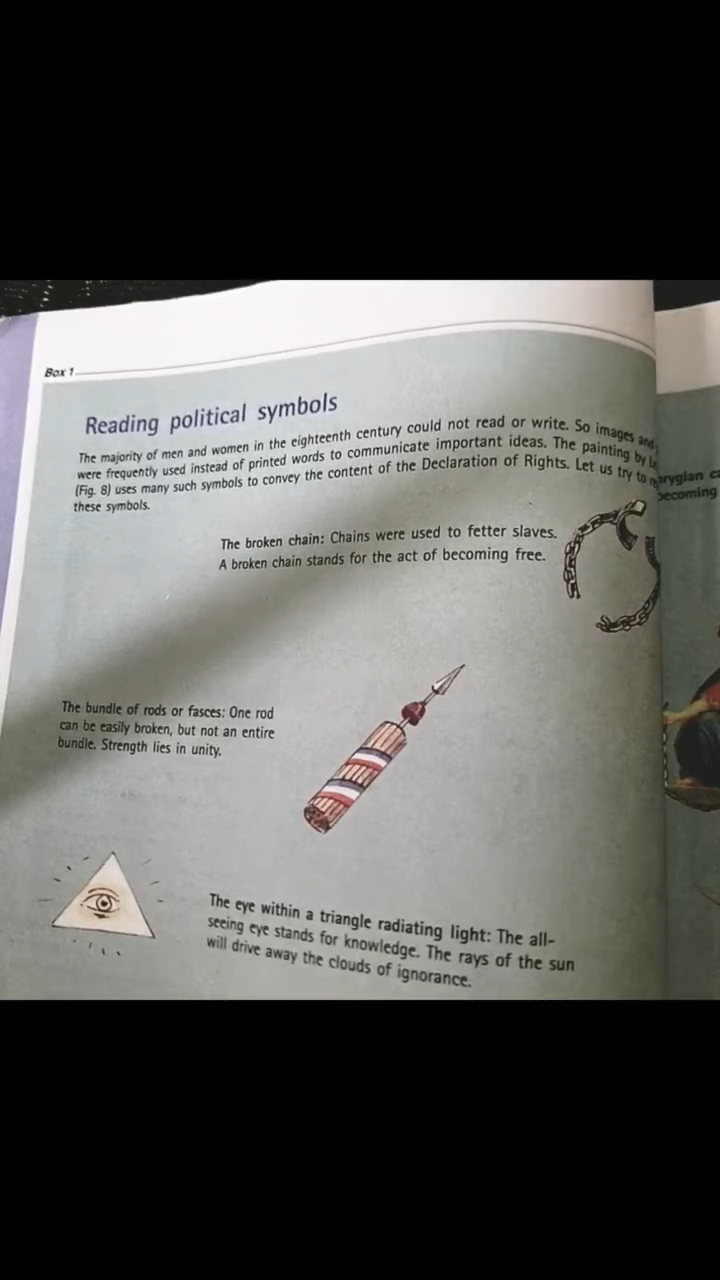 Box 1
Reading political symbols
The majority of men and women in the eighteenth century could not read or write. So images and
were frequently used instead of printed words to communicate important ideas. The painting by
(Fig. 8) uses many such symbols to convey the content of the Declaration of Rights. Let us try to
these symbols.
The broken chain: Chains were used to fetter slaves.
A broken chain stands for the act of becoming free.
The bundle of rods or fasces: One rod
can be easily broken, but not an entire
bundle. Strength lies in unity.
The eye within a triangle radiating light: The all-
seeing eye stands for knowledge. The rays of the sun
will drive away the clouds of ignorance.
becoming